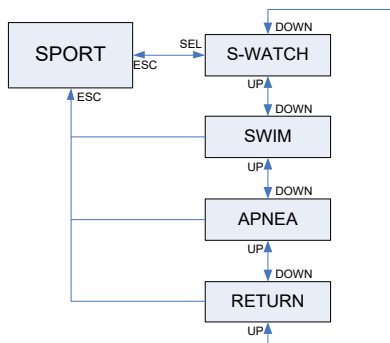 DOWN
SEL
SPORT
S-WATCH
ESC
UP
ESC
DOWN
SWIM
UP
DOWN
APNEA
UP
DOWN
RETURN
UP